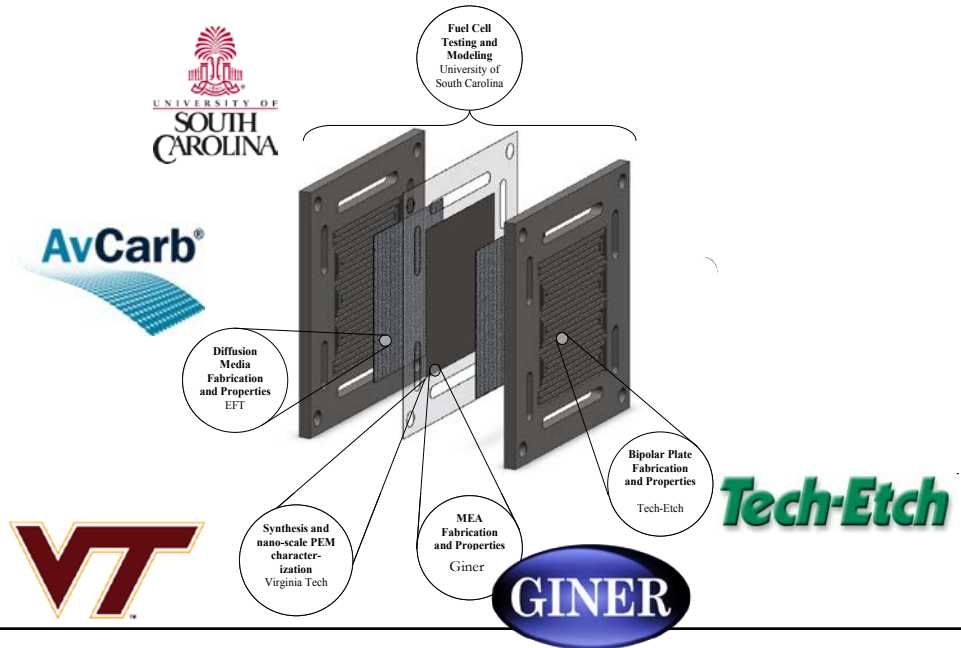 Fuel Cell
Testing and
Modeling
University of
South Carolina
UNIVERSITY OF
SOUTH
CAROLINA
AvCarb®
Diffusion
Media
Fabrication
and Properties
EFT
Bipolar Plate
Fabrication
and Properties
Tech-Etch
Tech-Etch
Synthesis and
nano-scale PEM
character-
ization
Virginia Tech
MEA
Fabrication
and Properties
Giner
VT
™
GINER